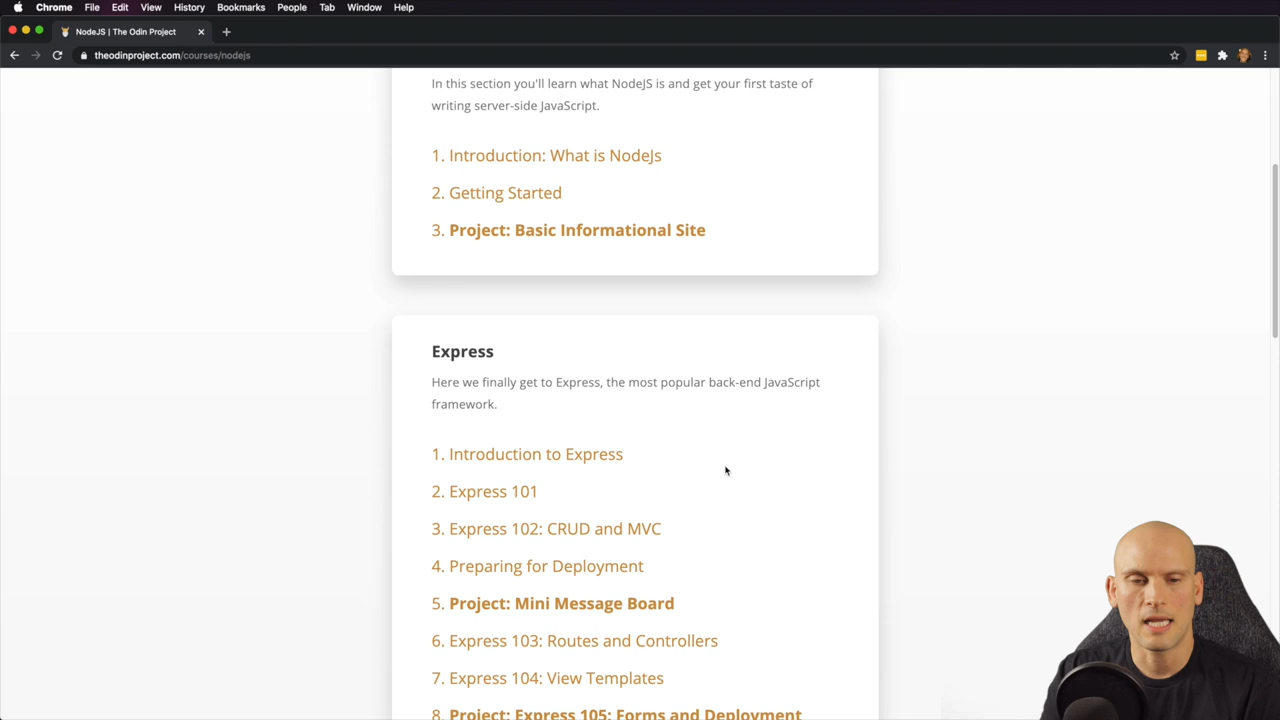 Chrome File Edit View History Bookmarks People Tab Window Help
NodeJS | The Odin Project
theodinproject.com/courses/nodejs
In this section you'll learn what NodeJS is and get your first taste of
writing server-side JavaScript.
1. Introduction: What is NodeJs
2. Getting Started
3. Project: Basic Informational Site
Express
Here we finally get to Express, the most popular back-end JavaScript
framework.
1. Introduction to Express
2. Express 101
3. Express 102: CRUD and MVC
4. Preparing for Deployment
5. Project: Mini Message Board
6. Express 103: Routes and Controllers
7. Express 104: View Templates
8. Project: Express 105: Forms and Deployment